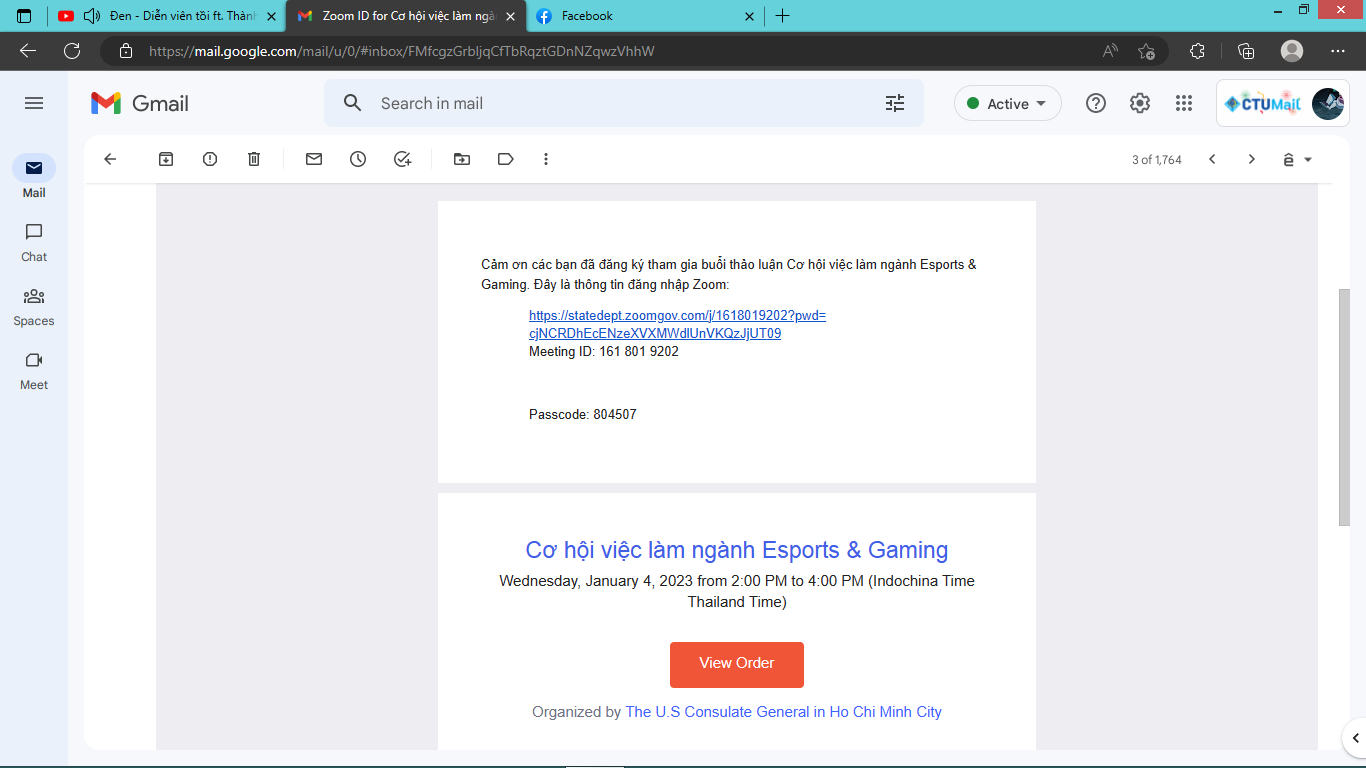 Đen - Diễn viên tồi ft. Thành
Zoom ID for Cơ hội việc làm ngà
Facebook
https://mail.google.com/mail/u/0/#inbox/FMfcgzGrbljqCfTbRqztGDnNZqwzVhhW
Gmail
Search in mail
Active
CTUMail
3 of 1,764
Mail
Chat
Spaces
Meet
Cảm ơn các bạn đã đăng ký tham gia buổi thảo luận Cơ hội việc làm ngành Esports &
Gaming. Đây là thông tin đăng nhập Zoom:
https://statedept.zoomgov.com/j/1618019202?pwd=
cjNCRDhEcENzeXVXMWdlUnVKQzJjUT09
Meeting ID: 161 801 9202
Passcode: 804507
Cơ hội việc làm ngành Esports & Gaming
Wednesday, January 4, 2023 from 2:00 PM to 4:00 PM (Indochina Time
Thailand Time)
View Order
Organized by The U.S Consulate General in Ho Chi Minh City